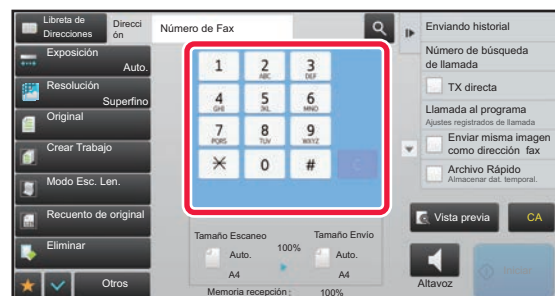 Libreta de
Direcciones
Direcci
ón
Número de Fax
Exposición
Auto.
Resolución
Superfino
Original
Crear Trabajo
Modo Esc. Len.
Recuento de original
Eliminar
Otros
1
2
ABC
3
DEF
4
GHI
5
JKL
6
MNO
7
PQRS
8
TUV
9
WXYZ
0
#
C
Tamaño Escaneo
Tamaño Envío
100%
Auto.
Auto.
A4
A4
Memoria recepción :
100%
Enviando historial
Número de búsqueda
de llamada
TX directa
Llamada al programa
Ajustes registrados de llamada
Enviar misma imagen
como dirección fax
Archivo Rápido
Almacenar dat. temporal.
Vista previa
CA
Altavoz